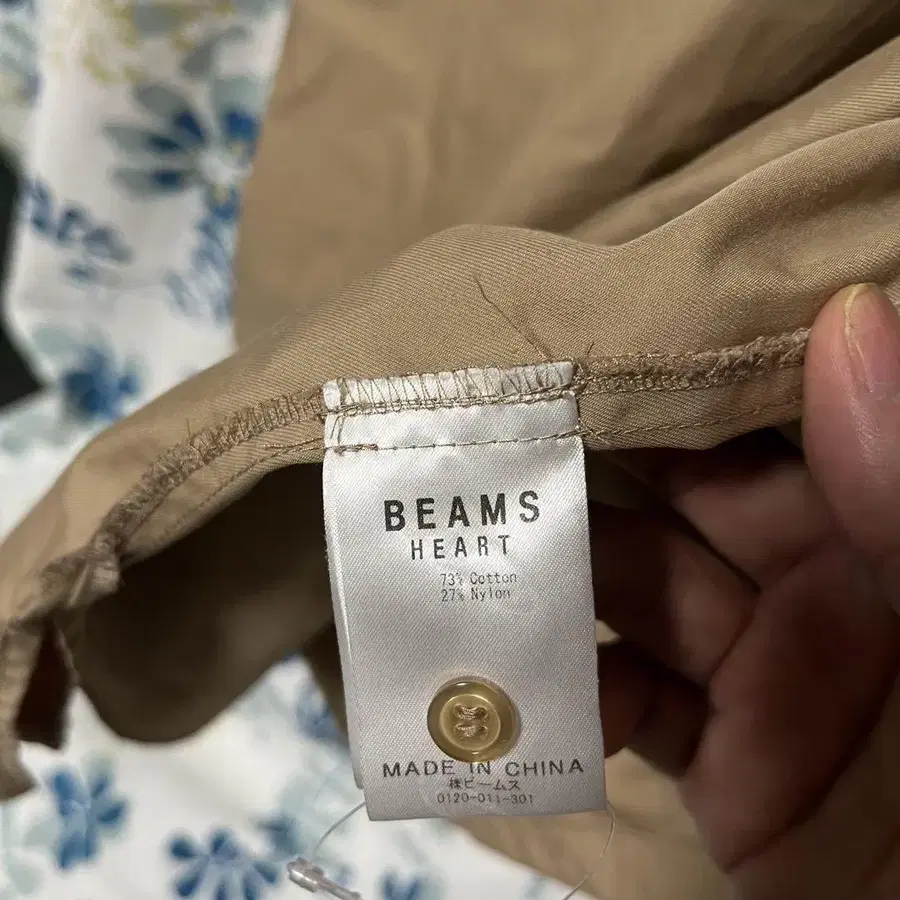 BEAMS
HEART
73% Cotton
27% Nylon
MADE IN CHINA
㈱ビームス
0120-011-301